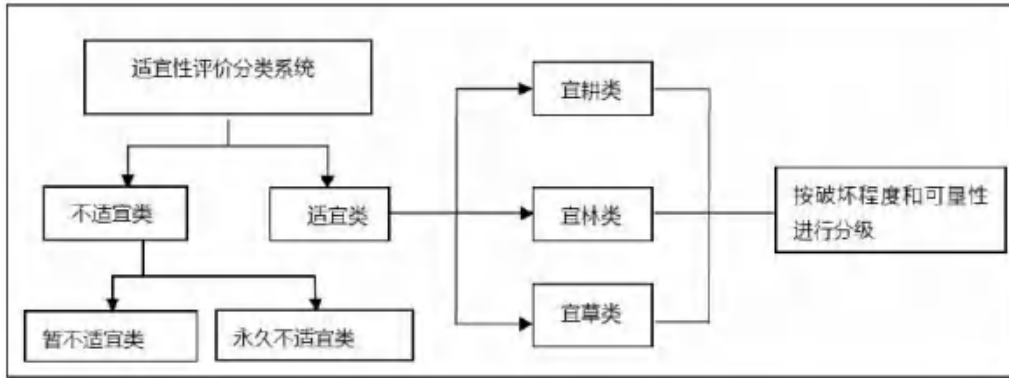 适宜性评价分类系统
宜耕类
不适宜类
适宜类
宜林类
按破坏程度和可量性
进行分级
暂不适宜类
永久不适宜类
宜草类